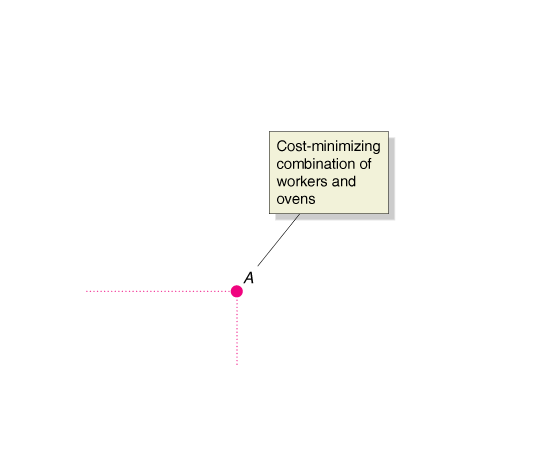 Cost-minimizing
combination of
workers and
ovens
A